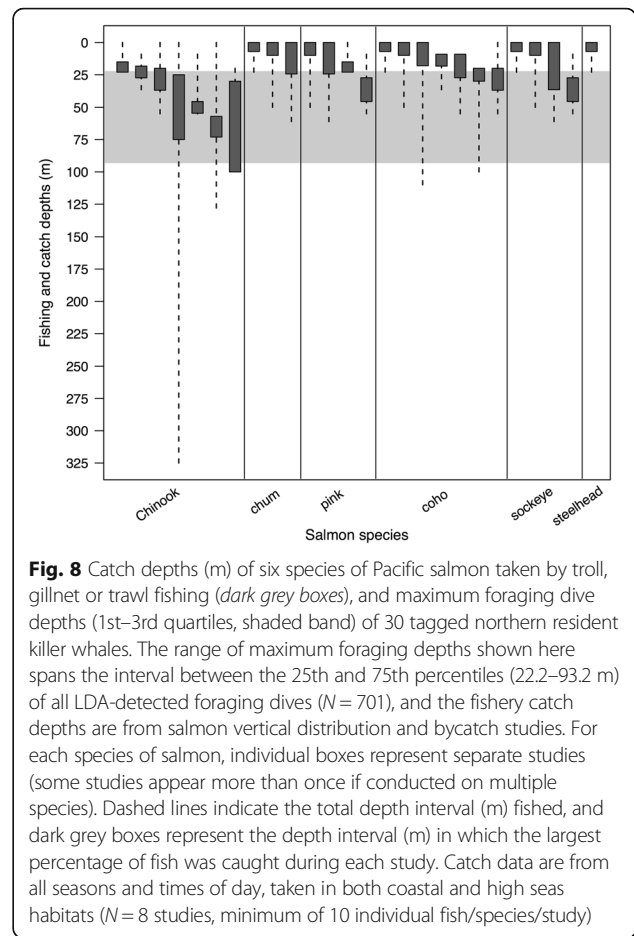 0
25
50
75
100
125
150
175
200
225
250
275
300
325
Fishing and catch depths (m)
Chinook
chum
pink
coho
sockeye
steelhead
Salmon species
Fig. 8 Catch depths (m) of six species of Pacific salmon taken by troll,
gillnet or trawl fishing (dark grey boxes), and maximum foraging dive
depths (1st–3rd quartiles, shaded band) of 30 tagged northern resident
killer whales. The range of maximum foraging depths shown here
spans the interval between the 25th and 75th percentiles (22.2–93.2 m)
of all LDA-detected foraging dives (N = 701), and the fishery catch
depths are from salmon vertical distribution and bycatch studies. For
each species of salmon, individual boxes represent separate studies
(some studies appear more than once if conducted on multiple
species). Dashed lines indicate the total depth interval (m) fished, and
dark grey boxes represent the depth interval (m) in which the largest
percentage of fish was caught during each study. Catch data are from
all seasons and times of day, taken in both coastal and high seas
habitats (N = 8 studies, minimum of 10 individual fish/species/study)